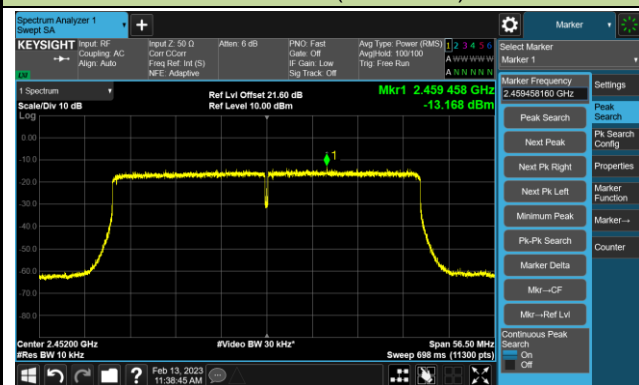 Spectrum Analyzer 1
Swept SA
Marker
KEYSIGHT
Input: RF
Coupling: AC
Align: Auto
Input Z: 50 Ω
Corr CCorr
Freq Ref: Int (S)
NFE: Adaptive
Atten: 6 dB
PNO: Fast
Gate: Off
IF Gain: Low
Sig Track: Off
Avg Type: Power (RMS)
Avg|Hold: 100/100
Trig: Free Run
1 2 3 4 5 6
A W W W W W
A N N N N N
Select Marker
Marker 1
1 Spectrum
Scale/Div 10 dB
Log
Ref Lvl Offset 21.60 dB
Ref Level 10.00 dBm
Mkr1 2.459 458 GHz
-13.168 dBm
1
0.00
-10.0
-20.0
-30.0
-40.0
-50.0
-60.0
-70.0
-80.0
Center 2.45200 GHz
#Res BW 10 kHz
#Video BW 30 kHz*
Span 56.50 MHz
Sweep 698 ms (11300 pts)
Marker Frequency
2.459458160 GHz
Peak Search
Next Peak
Next Pk Right
Next Pk Left
Minimum Peak
Pk-Pk Search
Marker Delta
Mkr→CF
Mkr→Ref Lvl
Continuous Peak
Search
On
Off
Settings
Peak
Search
Pk Search
Config
Properties
Marker
Function
Marker→
Counter
Feb 13, 2023
11:38:45 AM